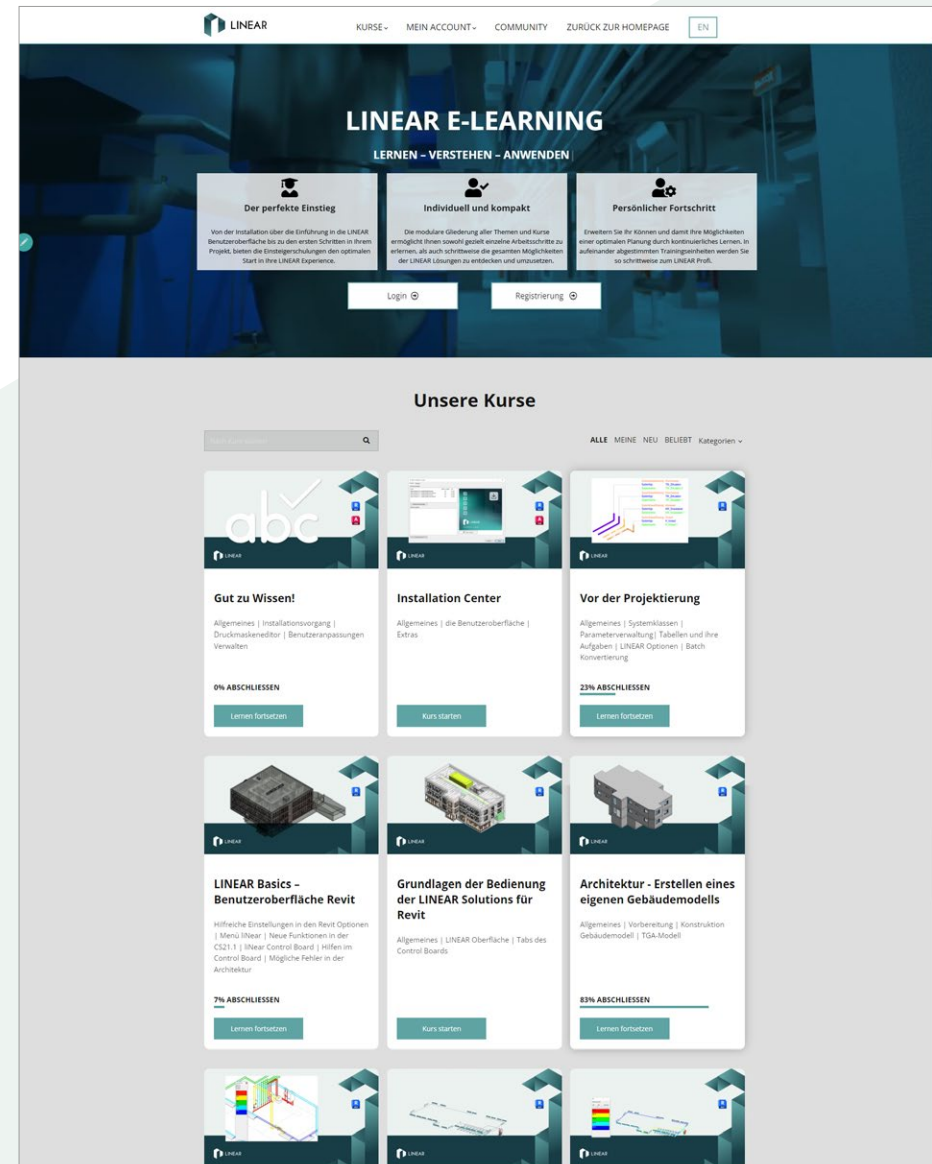 LINEAR
KURSE
MEIN ACCOUNT
COMMUNITY
ZURÜCK ZUR HOMEPAGE
EN
LINEAR E-LEARNING
LERNEN – VERSTEHEN – ANWENDEN
Der perfekte Einstieg
Von der Installation über die Einführung in die LINEAR
Benutzeroberfläche bis zu den ersten Schritten in Ihrem
Projekt, bieten die Einsteigerschulungen den optimalen
Start in Ihre LINEAR Experience.
Individuell und kompakt
Die modulare Gliederung aller Themen und Kurse
ermöglicht Ihnen sowohl gezielt einzelne Arbeitsschritte zu
erlernen, als auch schrittweise die gesamten Möglichkeiten
der LINEAR Lösungen zu entdecken und umzusetzen.
Persönlicher Fortschritt
Erweitern Sie Ihr Können und damit Ihre Möglichkeiten
einer optimalen Planung durch kontinuierliches Lernen. In
aufeinander abgestimmten Trainingseinheiten werden Sie
so schrittweise zum LINEAR Profi.
Login
Registrierung
Unsere Kurse
ALLE MEINE NEU BELIEBT Kategorien
abc
LINEAR
LINEAR
LINEAR
Gut zu Wissen!
Allgemeines | Installationsvorgang |
Druckmaskeneditor | Benutzeranpassungen
Verwalten
0% ABSCHLIESSEN
Lernen fortsetzen
Installation Center
Allgemeines | die Benutzeroberfläche |
Extras
Kurs starten
Vor der Projektierung
Allgemeines | Systemklassen |
Parameterverwaltung| Tabellen und ihre
Aufgaben | LINEAR Optionen | Batch
Konvertierung
23% ABSCHLIESSEN
Lernen fortsetzen
LINEAR
LINEAR
LINEAR
LINEAR Basics –
Benutzeroberfläche Revit
Hilfreiche Einstellungen in den Revit Optionen
| Menü liNear | Neue Funktionen in der
CS21.1 | liNear Control Board | Hilfen im
Control Board | Mögliche Fehler in der
Architektur
7% ABSCHLIESSEN
Lernen fortsetzen
Grundlagen der Bedienung
der LINEAR Solutions für
Revit
Allgemeines | LINEAR Oberfläche | Tabs des
Control Boards
Kurs starten
Architektur - Erstellen eines
eigenen Gebäudemodells
Allgemeines | Vorbereitung | Konstruktion
Gebäudemodell | TGA-Modell
83% ABSCHLIESSEN
Lernen fortsetzen
LINEAR
LINEAR
LINEAR